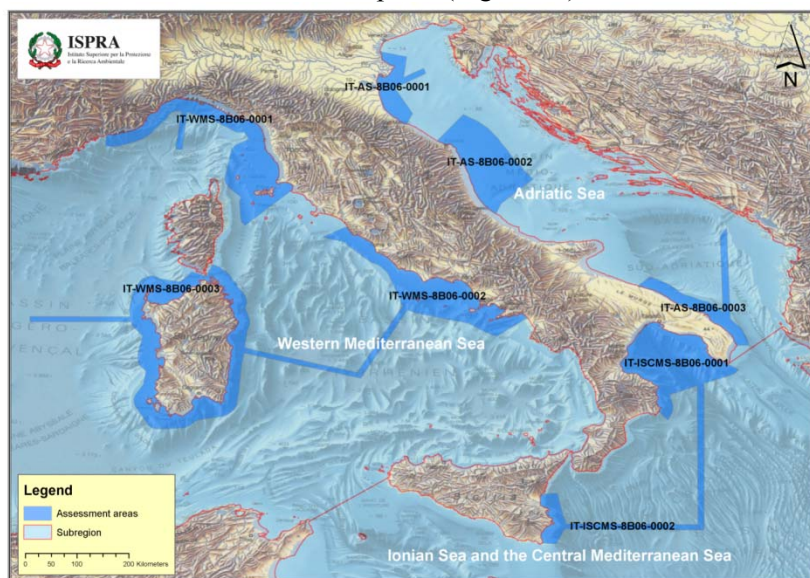 ISPRA
Istituto Superiore per la Protezione
e la Ricerca Ambientale
N
IT-AS-8B06-0001
IT-WMS-8B06-0001
IT-AS-8B06-0002
Adriatic Sea
IT-WMS-8B06-0003
IT-WMS-8B06-0002
IT-AS-8B06-0003
Western Mediterranean Sea
IT-ISCMS-8B06-0001
Legend
Assessment areas
Subregion
0 25 50 100 150 200 Kilometers
IT-ISCMS-8B06-0002
Ionian Sea and the Central Mediterranean Sea